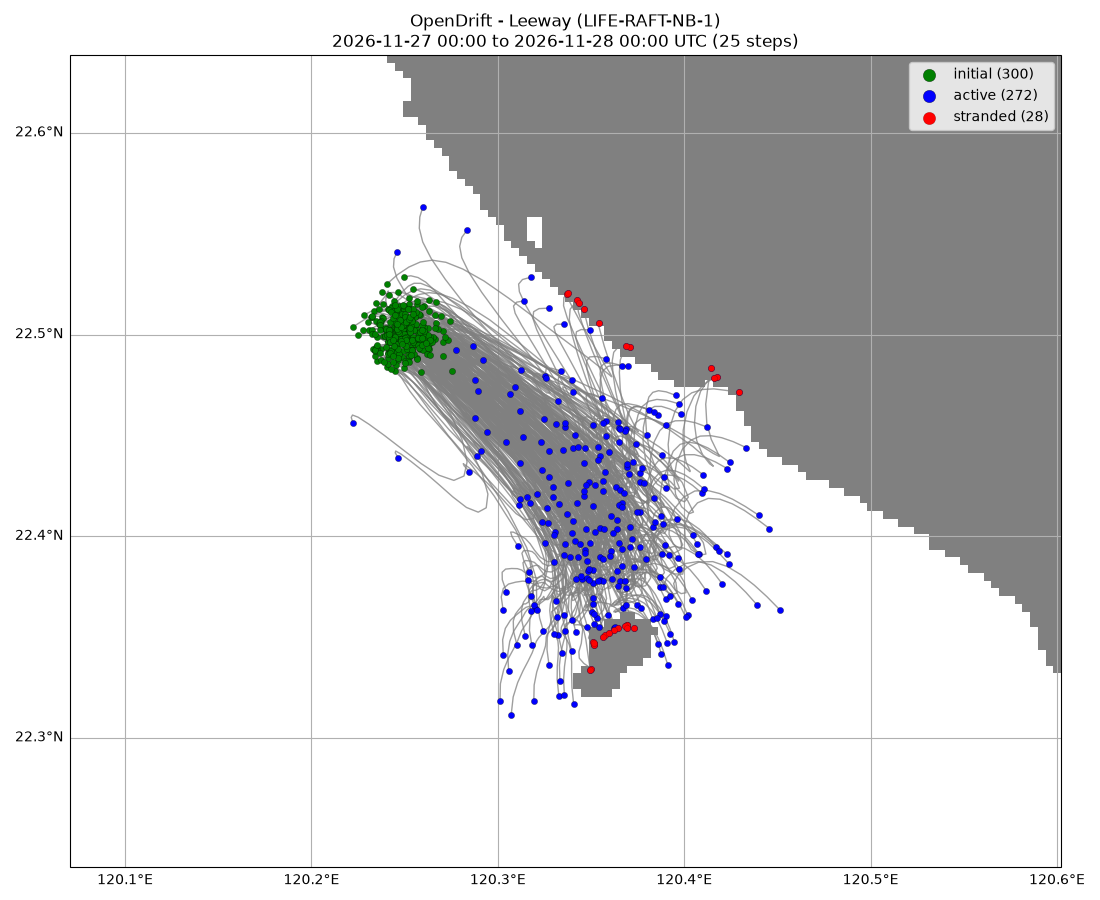 OpenDrift - Leeway (LIFE-RAFT-NB-1)
2026-11-27 00:00 to 2026-11-28 00:00 UTC (25 steps)
initial (300)
active (272)
stranded (28)
22.6°N
22.5°N
22.4°N
22.3°N
120.1°E
120.2°E
120.3°E
120.4°E
120.5°E
120.6°E